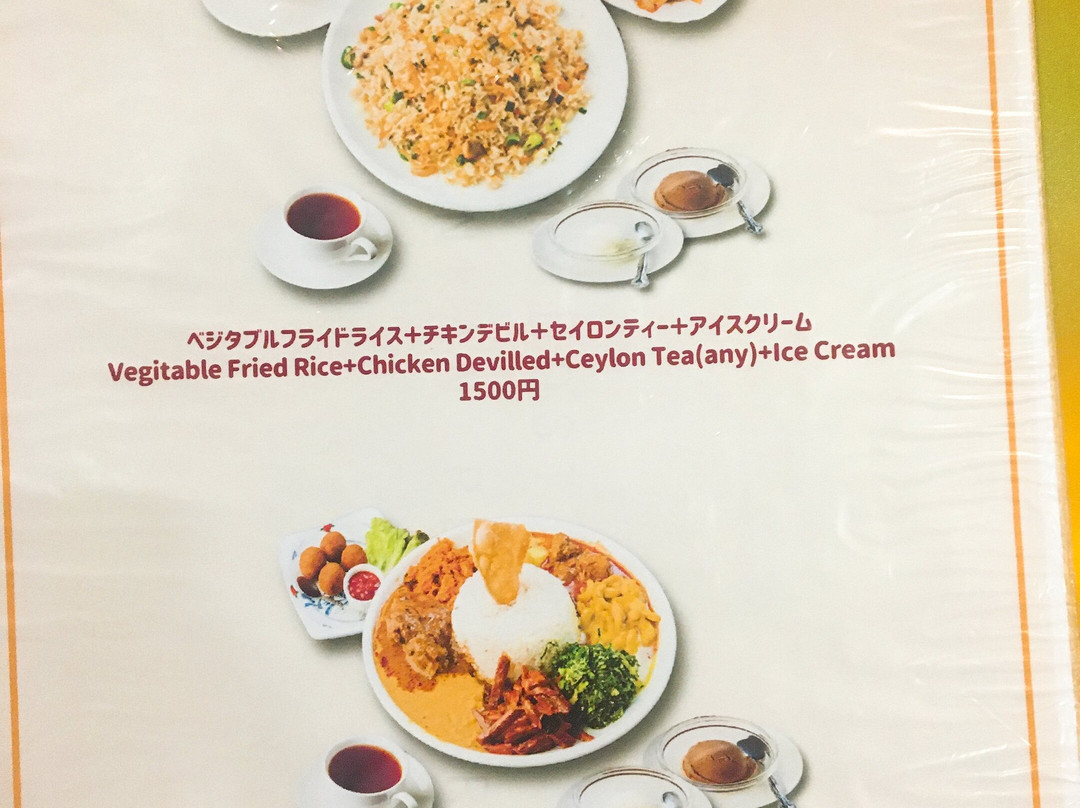 ベジタブルフライドライス+チキンデビル+セイロンティー+アイスクリーム
Vegitable Fried Rice+Chicken Devilled+Ceylon Tea(any)+Ice Cream
1500円